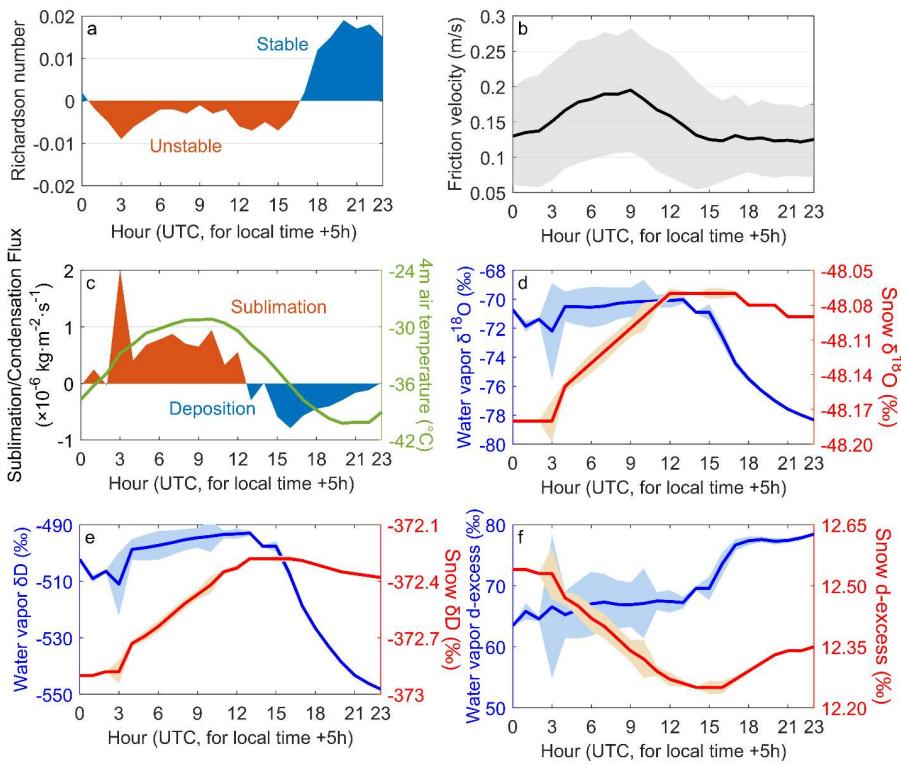 a
0.02
0.01
0
-0.01
0.02
Richardson number
Stable
Unstable
0 3 6 9 12 15 18 21 23
Hour (UTC, for local time +5h)
b
0.3
0.25
0.2
0.15
0.1
0.05
Friction velocity (m/s)
0 3 6 9 12 15 18 21 23
Hour (UTC, for local time +5h)
c
Sublimation/Condensation Flux
(×10⁻⁶ kg·m⁻²·s⁻¹)
2
1
0
-1
Sublimation
Deposition
-24
-30
-36
-42
4m air temperature (°C)
0 3 6 9 12 15 18 21 23
Hour (UTC, for local time +5h)
d
Water vapor δ¹⁸O (‰)
-68
-70
-72
-74
-76
-78
-80
-48.05
-48.08
-48.11
-48.14
-48.17
-48.20
Snow δ¹⁸O (‰)
0 3 6 9 12 15 18 21 23
Hour (UTC, for local time +5h)
e
Water vapor δD (‰)
-490
-510
-530
-550
-372.1
-372.4
-372.7
-373
Snow δD (‰)
0 3 6 9 12 15 18 21 23
Hour (UTC, for local time +5h)
f
Water vapor d-excess (‰)
80
70
60
50
12.65
12.50
12.35
12.20
Snow d-excess (‰)
0 3 6 9 12 15 18 21 23
Hour (UTC, for local time +5h)